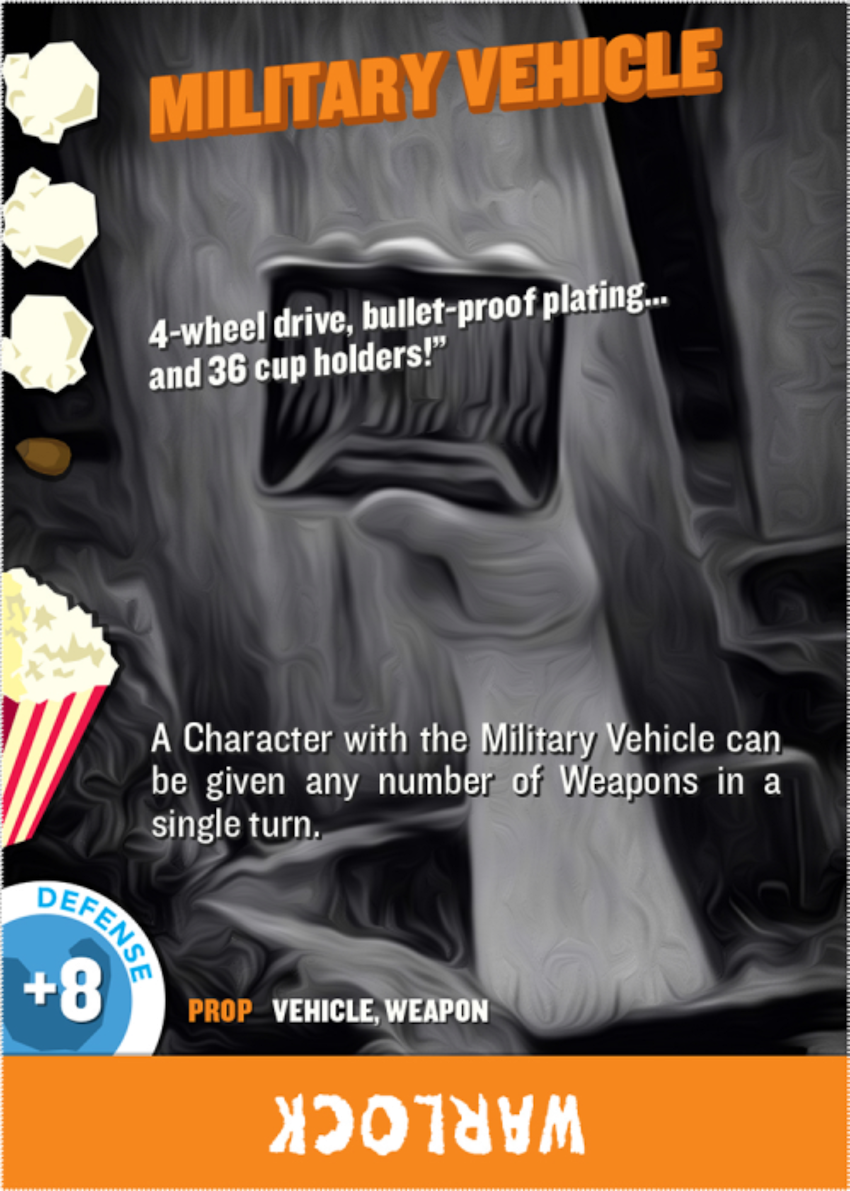 MILITARY VEHICLE
4-wheel drive, bullet-proof plating...
and 36 cup holders!”
A Character with the Military Vehicle can
be given any number of Weapons in a
single turn.
DEFENSE
+8
PROP VEHICLE, WEAPON
WARLOCK